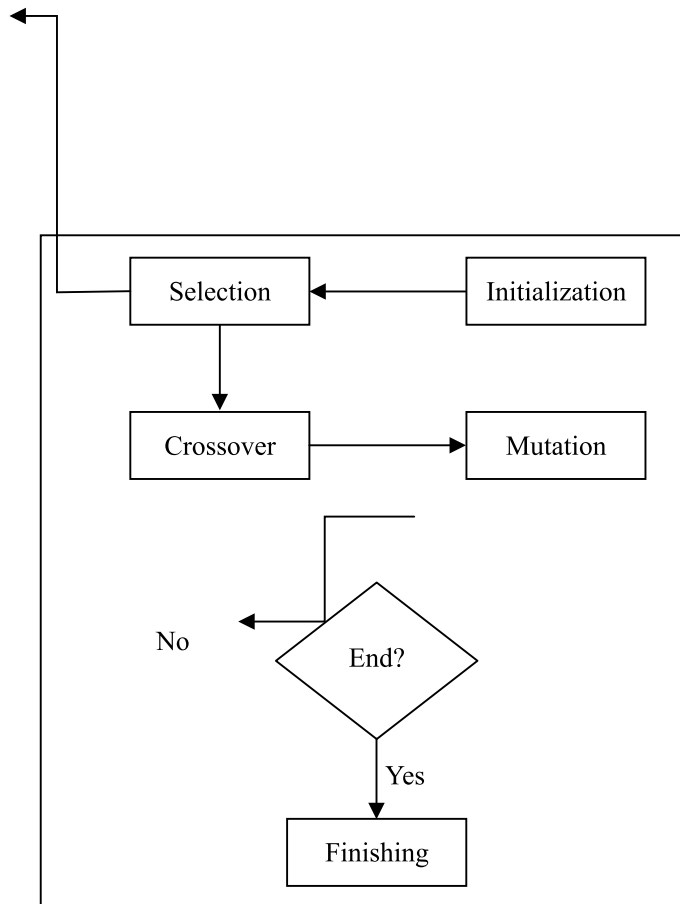 Selection
Initialization
Crossover
Mutation
No
End?
Yes
Finishing